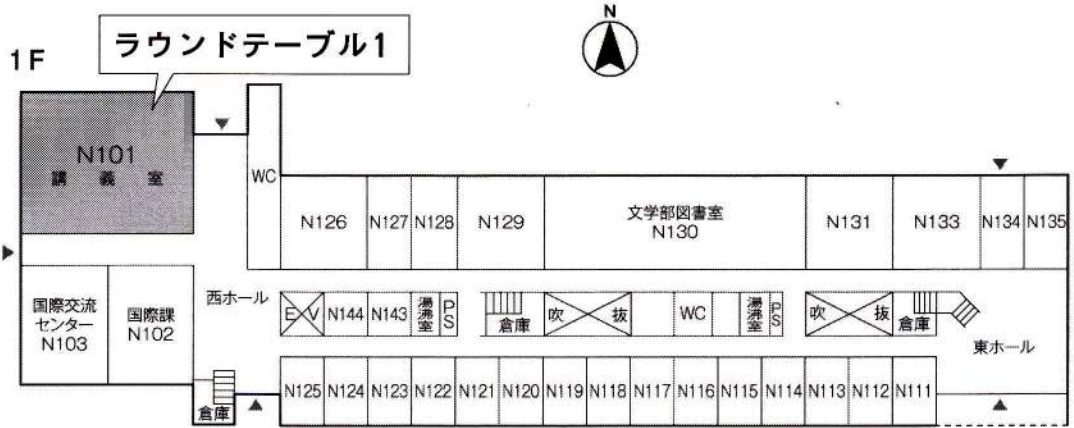 N
1F
ラウンドテーブル1
N101
講義室
WC
N126
N127
N128
N129
文学部図書室
N130
N131
N133
N134
N135
国際交流
センター
N103
国際課
N102
西ホール
EV
N144
N143
湯沸室
PS
倉庫
吹抜
WC
湯沸室
PS
吹抜
倉庫
東ホール
倉庫
N125
N124
N123
N122
N121
N120
N119
N118
N117
N116
N115
N114
N113
N112
N111